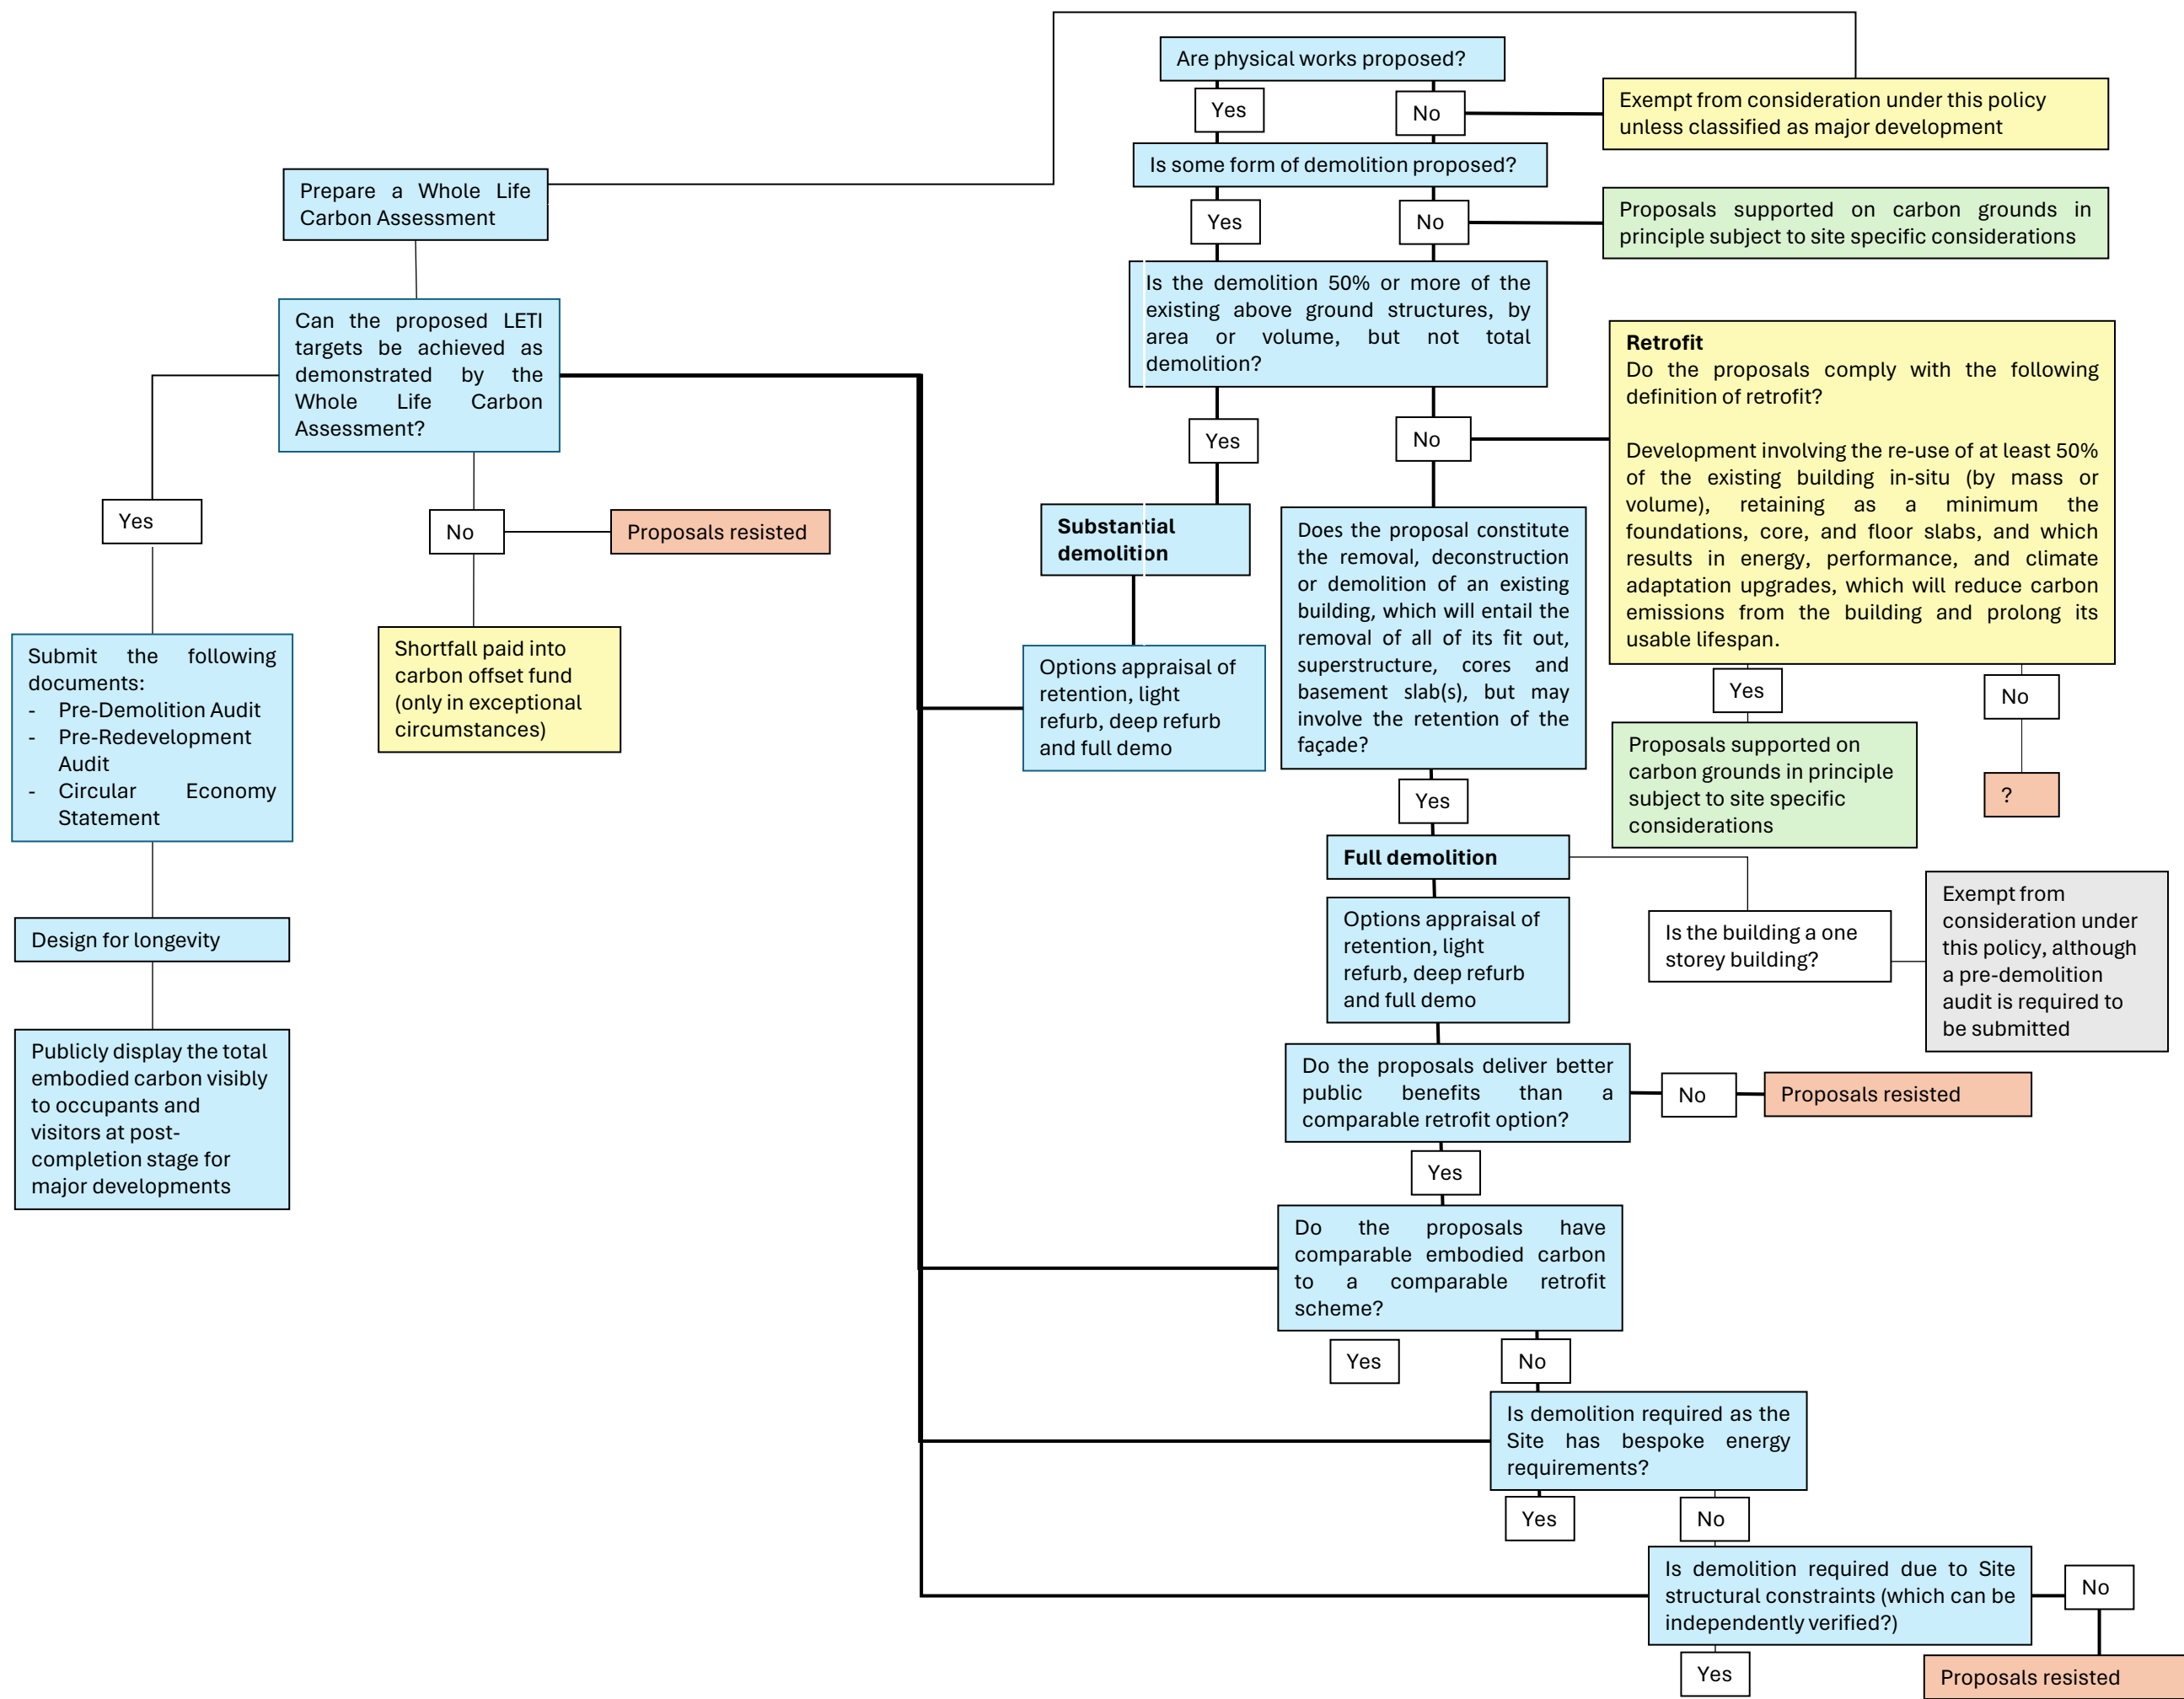 Are physical works proposed?
Yes
No
Exempt from consideration under this policy
unless classified as major development
Is some form of demolition proposed?
Yes
No
Proposals supported on carbon grounds in
principle subject to site specific considerations
Prepare a Whole Life
Carbon Assessment
Is the demolition 50% or more of the
existing above ground structures, by
area or volume, but not total
demolition?
Can the proposed LETI
targets be achieved as
demonstrated by the
Whole Life Carbon
Assessment?
Retrofit
Do the proposals comply with the following
definition of retrofit?
Development involving the re-use of at least 50%
of the existing building in-situ (by mass or
volume), retaining as a minimum the
foundations, core, and floor slabs, and which
results in energy, performance, and climate
adaptation upgrades, which will reduce carbon
emissions from the building and prolong its
usable lifespan.
Yes
No
Yes
No
Proposals resisted
Substantial
demolition
Does the proposal constitute
the removal, deconstruction
or demolition of an existing
building, which will entail the
removal of all of its fit out,
superstructure, cores and
basement slab(s), but may
involve the retention of the
façade?
Submit the following
documents:
- Pre-Demolition Audit
- Pre-Redevelopment
Audit
- Circular Economy
Statement
Shortfall paid into
carbon offset fund
(only in exceptional
circumstances)
Options appraisal of
retention, light
refurb, deep refurb
and full demo
Yes
No
Proposals supported on
carbon grounds in principle
subject to site specific
considerations
?
Yes
Full demolition
Options appraisal of
retention, light
refurb, deep refurb
and full demo
Is the building a one
storey building?
Exempt from
consideration under
this policy, although
a pre-demolition
audit is required to
be submitted
Design for longevity
Publicly display the total
embodied carbon visibly
to occupants and
visitors at post-
completion stage for
major developments
Do the proposals deliver better
public benefits than a
comparable retrofit option?
No
Proposals resisted
Yes
Do the proposals have
comparable embodied carbon
to a comparable retrofit
scheme?
Yes
No
Is demolition required as the
Site has bespoke energy
requirements?
Yes
No
Is demolition required due to Site
structural constraints (which can be
independently verified?)
No
Yes
Proposals resisted